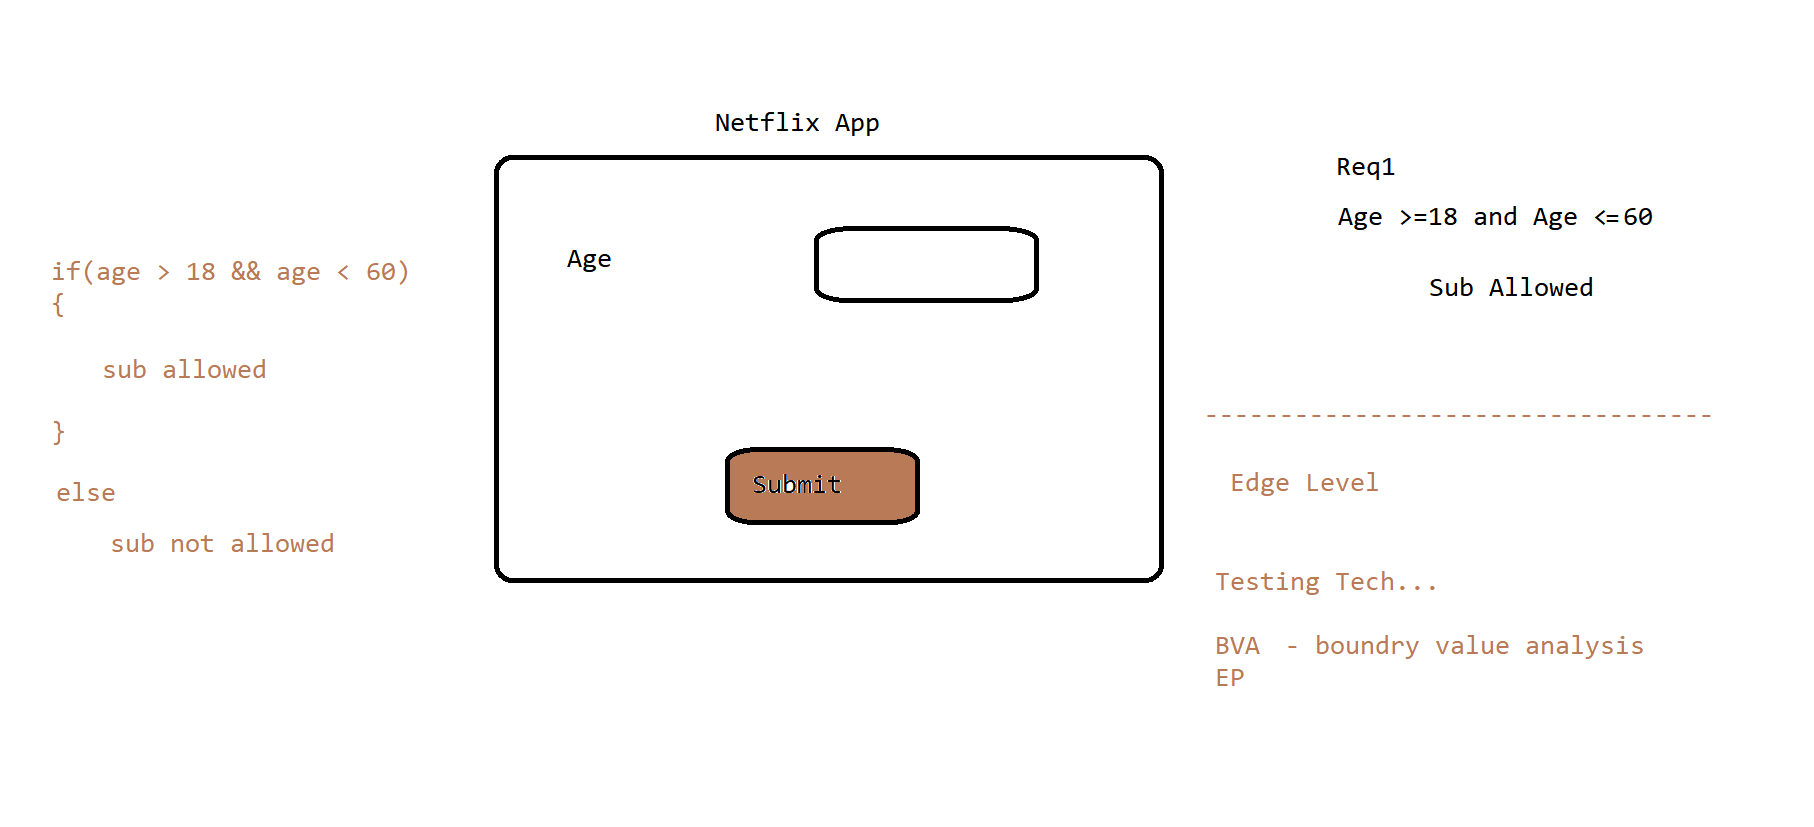 Netflix App
if(age > 18 && age < 60)
{
sub allowed
}
else
sub not allowed
Age
Submit
Req1
Age >=18 and Age <=60
Sub Allowed
-----------------------------------
Edge Level
Testing Tech...
BVA - boundry value analysis
EP